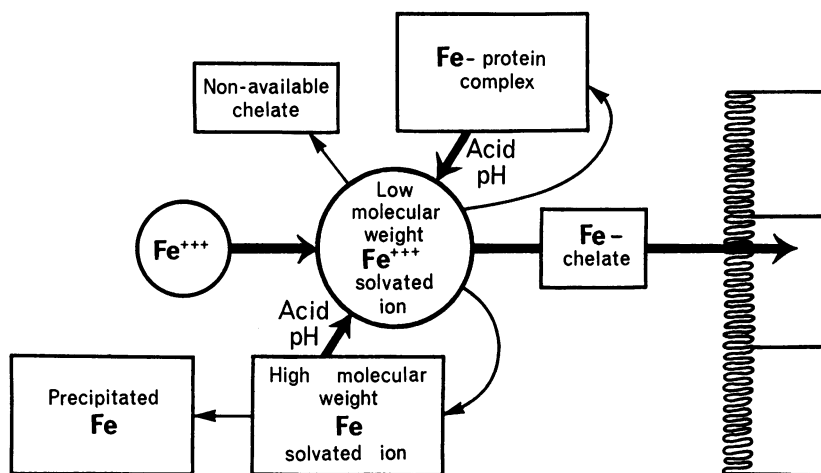 Non-available
chelate
Fe- protein
complex
Acid
pH
Fe+++
Low
molecular
weight
Fe+++
solvated
ion
Fe-
chelate
Acid
pH
Precipitated
Fe
High molecular
weight
Fe
solvated ion